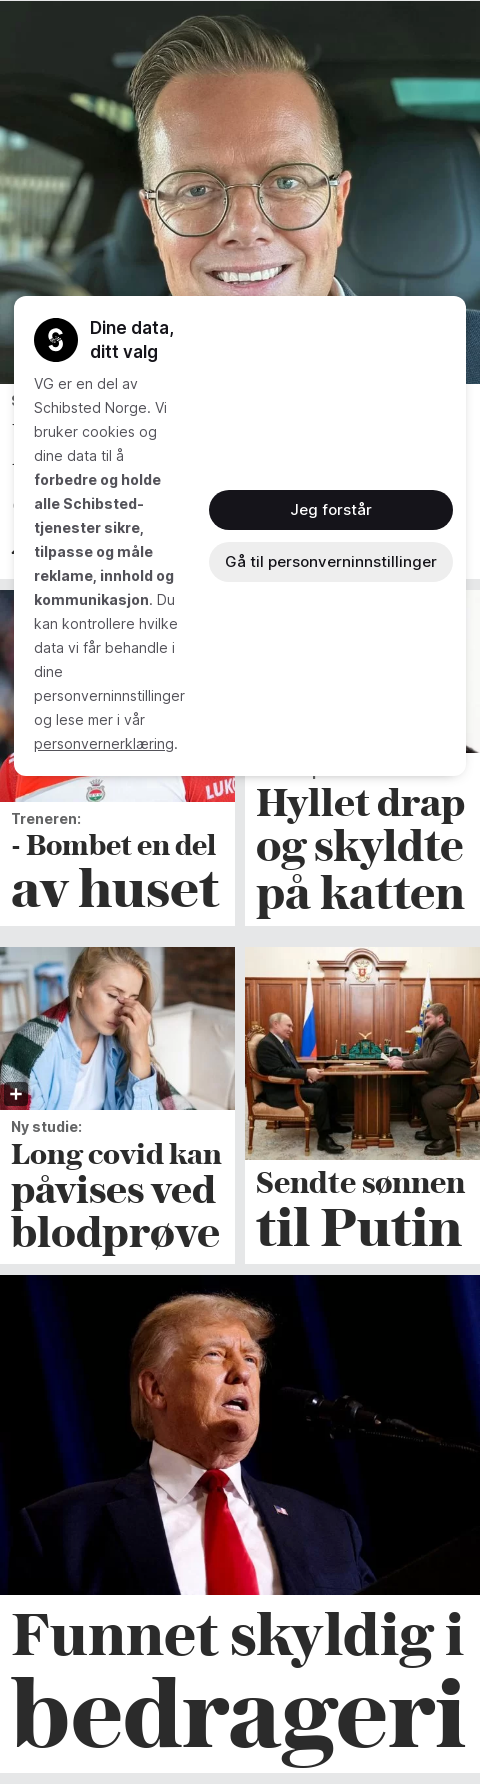 Dine data,
ditt valg
VG er en del av
Schibsted Norge. Vi
bruker cookies og
dine data til å
forbedre og holde
alle Schibsted-
tjenester sikre,
tilpasse og måle
reklame, innhold og
kommunikasjon. Du
kan kontrollere hvilke
data vi får behandle i
dine
personverninnstillinger
og lese mer i vår
personvernerklæring.
Jeg forstår
Gå til personverninnstillinger
Treneren:
- Bombet en del
av huset
Hyllet drap
og skyldte
på katten
Ny studie:
Long covid kan
påvises ved
blodprøve
Sendte sønnen
til Putin
Funnet skyldig i
bedrageri